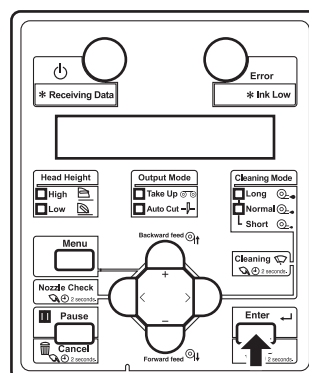 Error
* Receiving Data
* Ink Low
Head Height
High
Low
Output Mode
Take Up
Auto Cut
Cleaning Mode
Long
Normal
Short
Menu
Backward feed
+
< >
−
Forward feed
Cleaning
2 seconds.
Nozzle Check
2 seconds.
Pause
Cancel
2 seconds.
Enter
2 seconds.